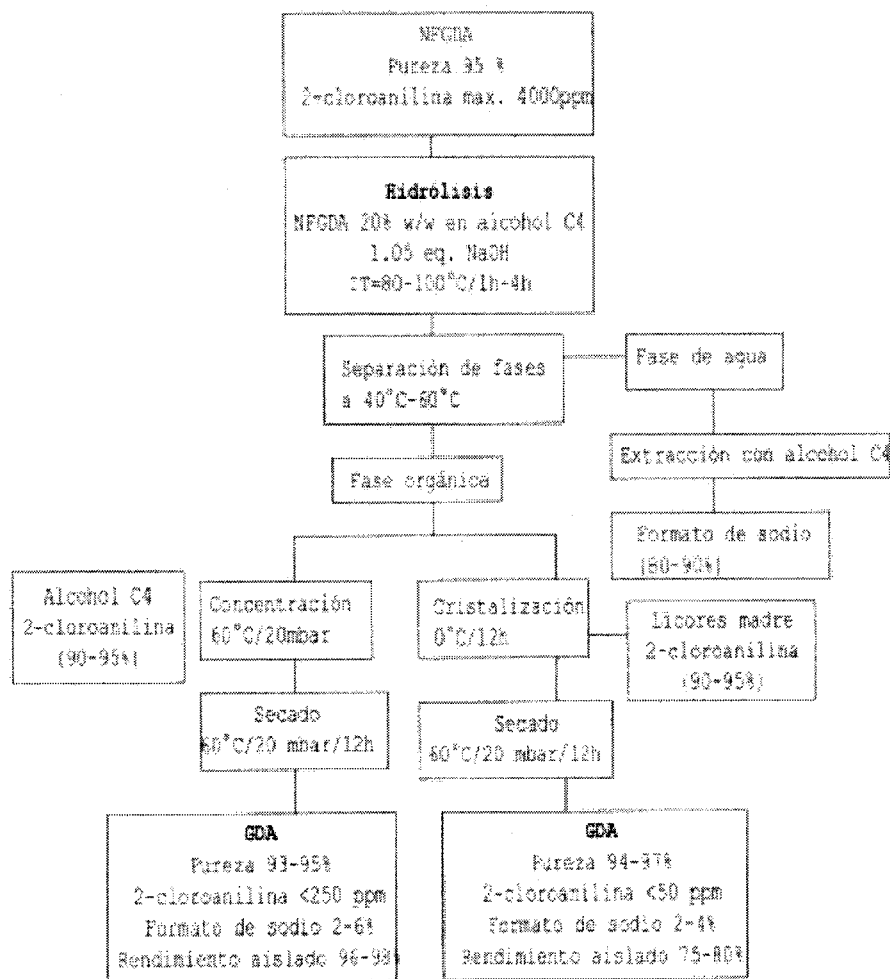 NFGDA
Pureza 95 %
2-cloroanilina max. 4000ppm
Hidrólisis
NFGDA 20% w/w en alcohol C4
1.05 eq. NaOH
IT=80-100°C/1h-4h
Separación de fases
a 40°C-60°C
Fase de agua
Extracción con alcohol C4
Formato de sodio
(80-90%)
Fase orgánica
Alcohol C4
2-cloroanilina
(90-95%)
Concentración
60°C/20mbar
Cristalización
0°C/12h
Licores madre
2-cloroanilina
(90-95%)
Secado
60°C/20 mbar/12h
Secado
60°C/20 mbar/12h
GDA
Pureza 93-95%
2-cloroanilina <250 ppm
Formato de sodio 2-6%
Rendimiento aislado 96-98%
GDA
Pureza 94-97%
2-cloroanilina <50 ppm
Formato de sodio 2-4%
Rendimiento aislado 75-80%